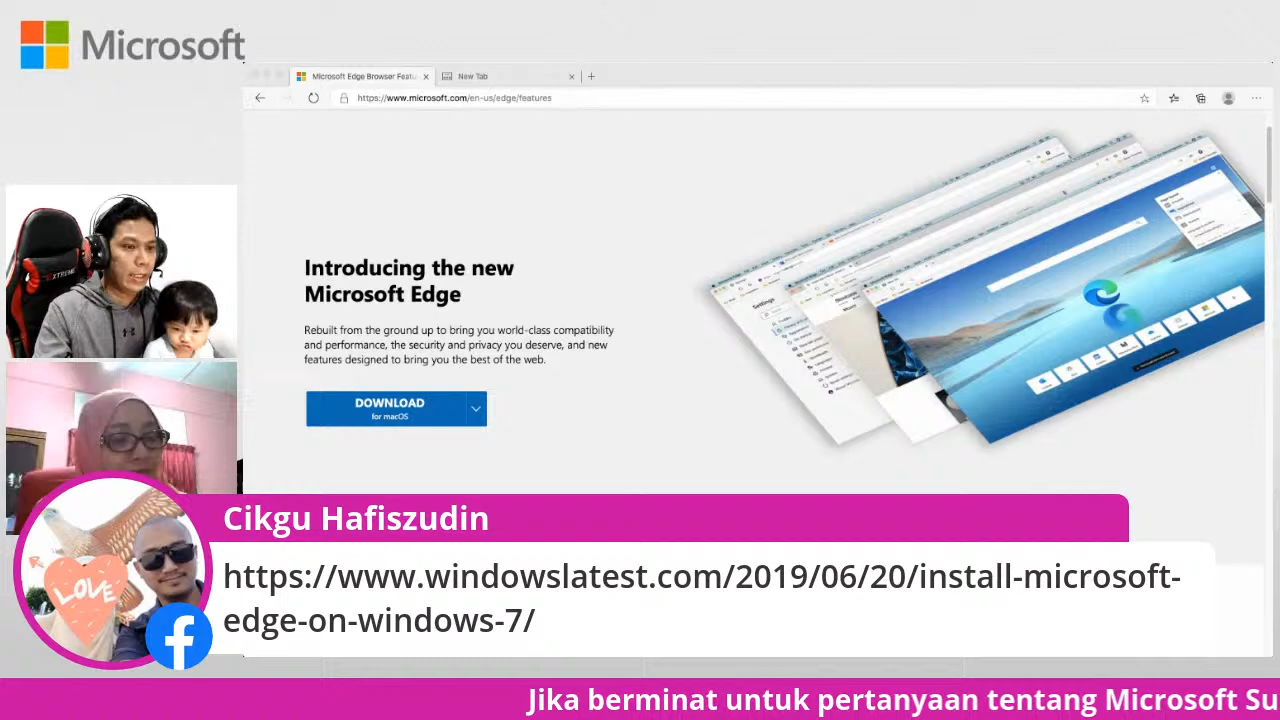 Microsoft
Microsoft Edge Browser Featu
New Tab
https://www.microsoft.com/en-us/edge/features
Introducing the new
Microsoft Edge
Rebuilt from the ground up to bring you world-class compatibility
and performance, the security and privacy you deserve, and new
features designed to bring you the best of the web.
DOWNLOAD
for macOS
Settings
EXTREME
LOVE
Cikgu Hafiszudin
https://www.windowslatest.com/2019/06/20/install-microsoft-
edge-on-windows-7/
Jika berminat untuk pertanyaan tentang Microsoft Su